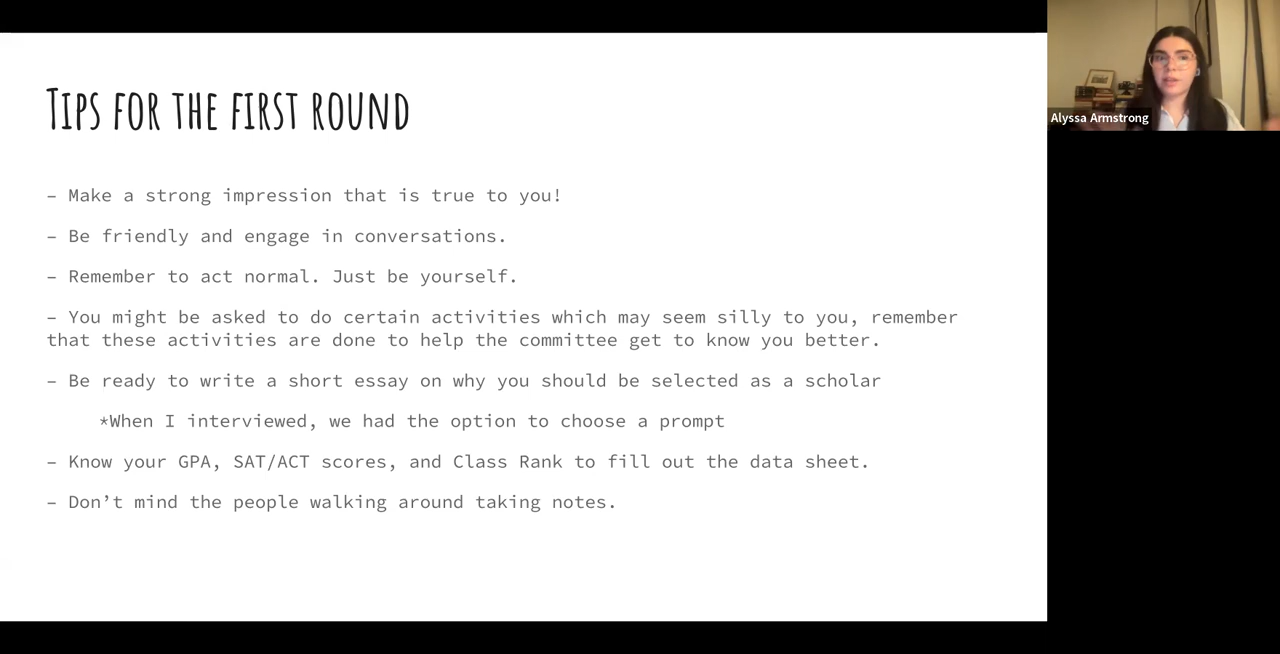 Tips for the first round
– Make a strong impression that is true to you!
– Be friendly and engage in conversations.
– Remember to act normal. Just be yourself.
– You might be asked to do certain activities which may seem silly to you, remember
that these activities are done to help the committee get to know you better.
– Be ready to write a short essay on why you should be selected as a scholar
*When I interviewed, we had the option to choose a prompt
– Know your GPA, SAT/ACT scores, and Class Rank to fill out the data sheet.
– Don’t mind the people walking around taking notes.
Alyssa Armstrong